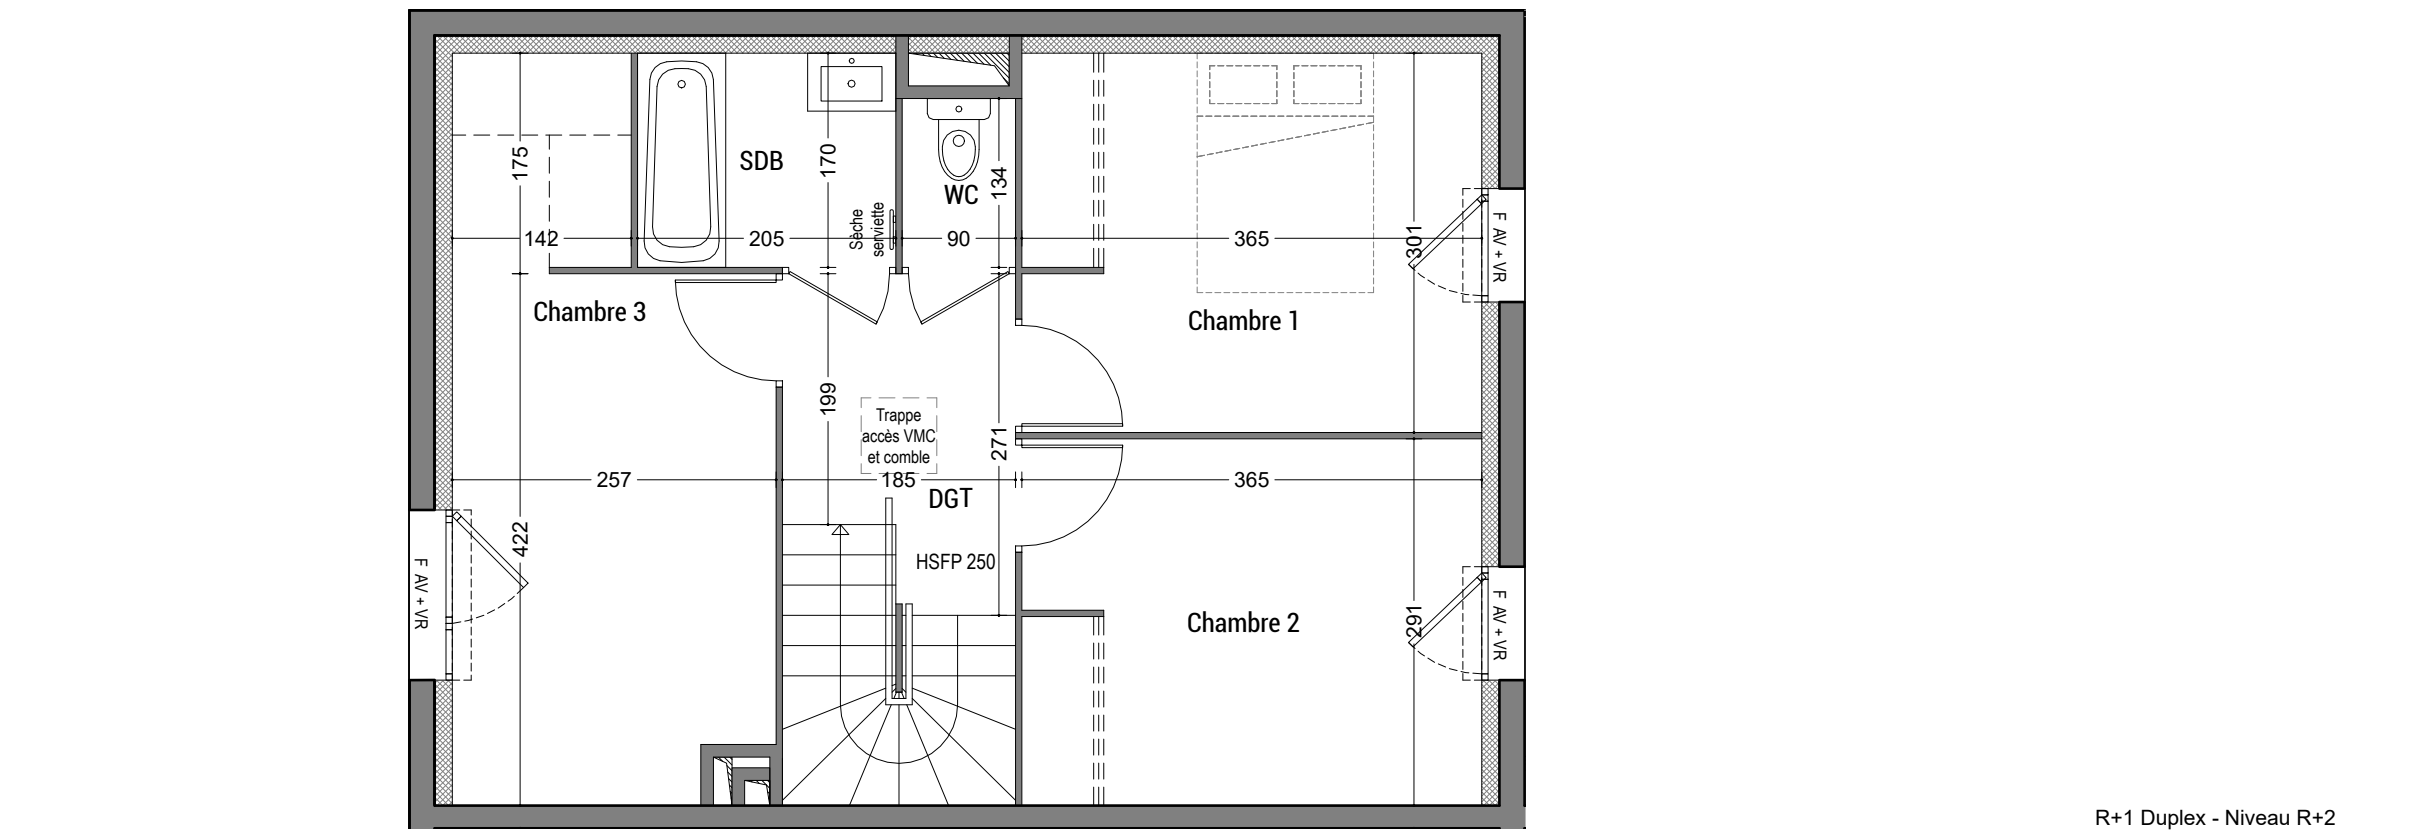 175
SDB
170
WC
134
Sèche
serviette
142
205
90
365
301
F AV + VR
Chambre 3
Chambre 1
199
Trappe
accès VMC
et comble
271
257
185
365
DGT
422
HSFP 250
F AV + VR
Chambre 2
291
F AV + VR
R+1 Duplex - Niveau R+2